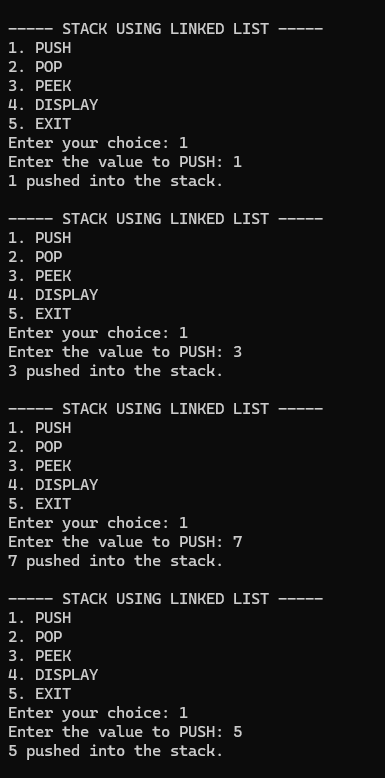 ----- STACK USING LINKED LIST -----
1. PUSH
2. POP
3. PEEK
4. DISPLAY
5. EXIT
Enter your choice: 1
Enter the value to PUSH: 1
1 pushed into the stack.
----- STACK USING LINKED LIST -----
1. PUSH
2. POP
3. PEEK
4. DISPLAY
5. EXIT
Enter your choice: 1
Enter the value to PUSH: 3
3 pushed into the stack.
----- STACK USING LINKED LIST -----
1. PUSH
2. POP
3. PEEK
4. DISPLAY
5. EXIT
Enter your choice: 1
Enter the value to PUSH: 7
7 pushed into the stack.
----- STACK USING LINKED LIST -----
1. PUSH
2. POP
3. PEEK
4. DISPLAY
5. EXIT
Enter your choice: 1
Enter the value to PUSH: 5
5 pushed into the stack.